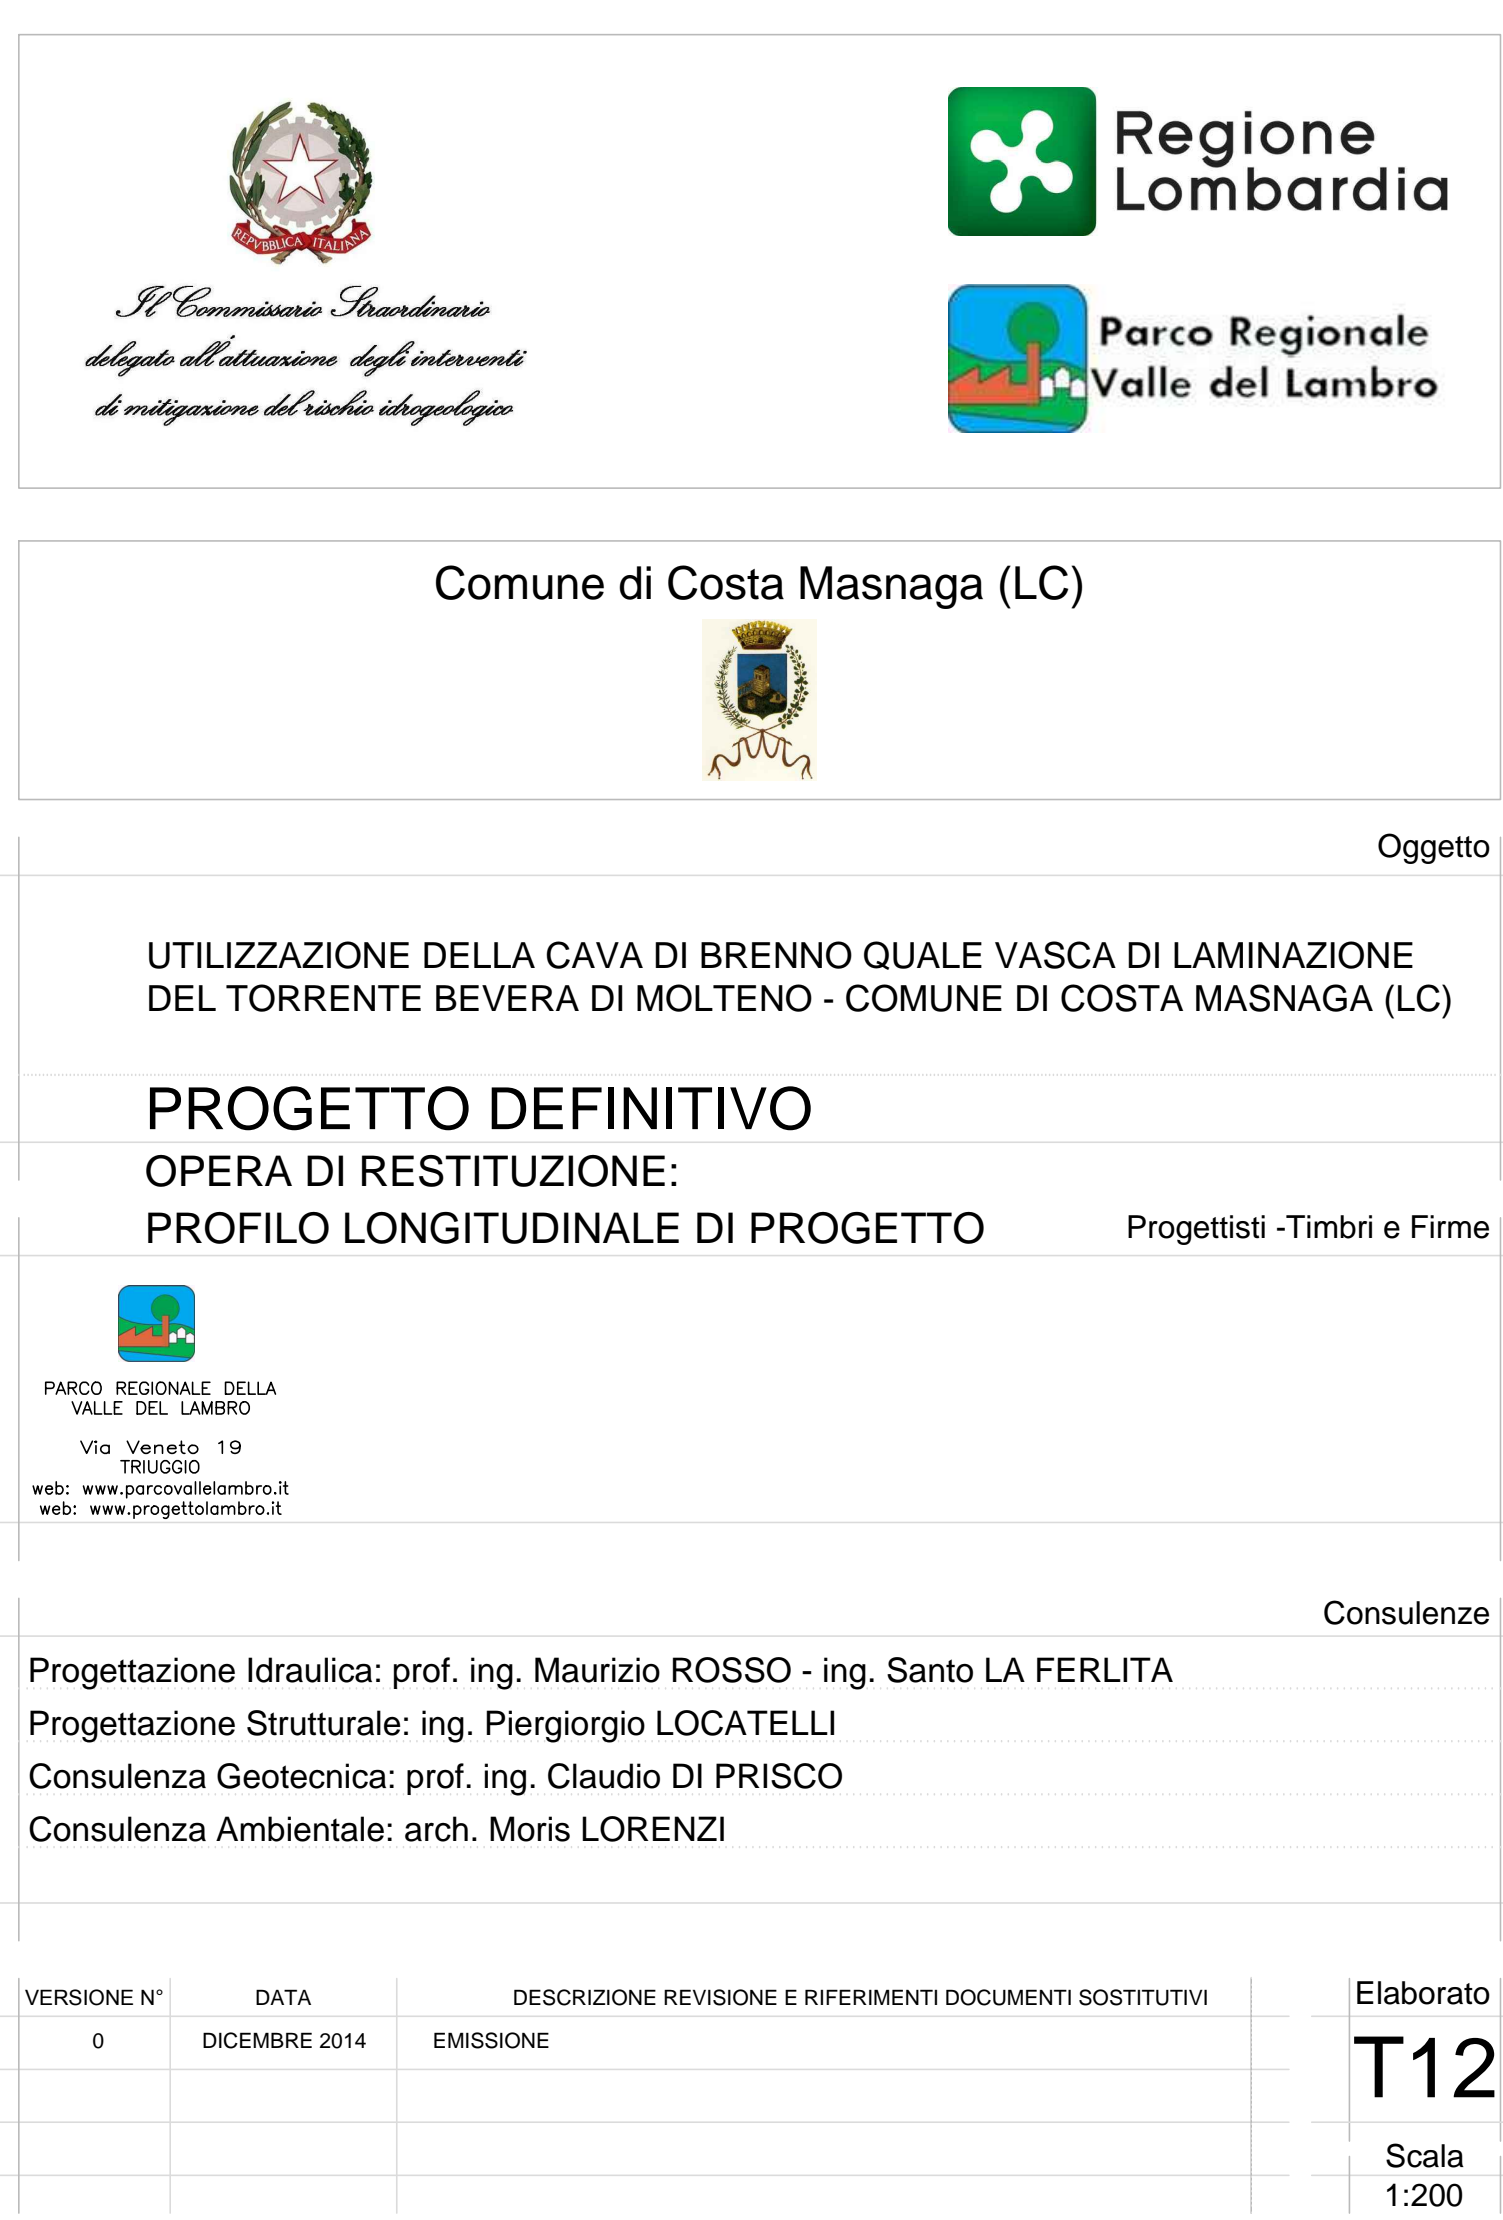 REPVBBLICA ITALIANA
Il Commissario Straordinario
delegato all'attuazione degli interventi
di mitigazione del rischio idrogeologico
Regione
Lombardia
Parco Regionale
Valle del Lambro
Comune di Costa Masnaga (LC)
Oggetto
UTILIZZAZIONE DELLA CAVA DI BRENNO QUALE VASCA DI LAMINAZIONE
DEL TORRENTE BEVERA DI MOLTENO - COMUNE DI COSTA MASNAGA (LC)
PROGETTO DEFINITIVO
OPERA DI RESTITUZIONE:
PROFILO LONGITUDINALE DI PROGETTO
Progettisti -Timbri e Firme
PARCO REGIONALE DELLA
VALLE DEL LAMBRO
Via Veneto 19
TRIUGGIO
web: www.parcovallelambro.it
web: www.progettolambro.it
Consulenze
Progettazione Idraulica: prof. ing. Maurizio ROSSO - ing. Santo LA FERLITA
Progettazione Strutturale: ing. Piergiorgio LOCATELLI
Consulenza Geotecnica: prof. ing. Claudio DI PRISCO
Consulenza Ambientale: arch. Moris LORENZI
VERSIONE N° DATA DESCRIZIONE REVISIONE E RIFERIMENTI DOCUMENTI SOSTITUTIVI
0 DICEMBRE 2014 EMISSIONE
Elaborato
T12
Scala
1:200